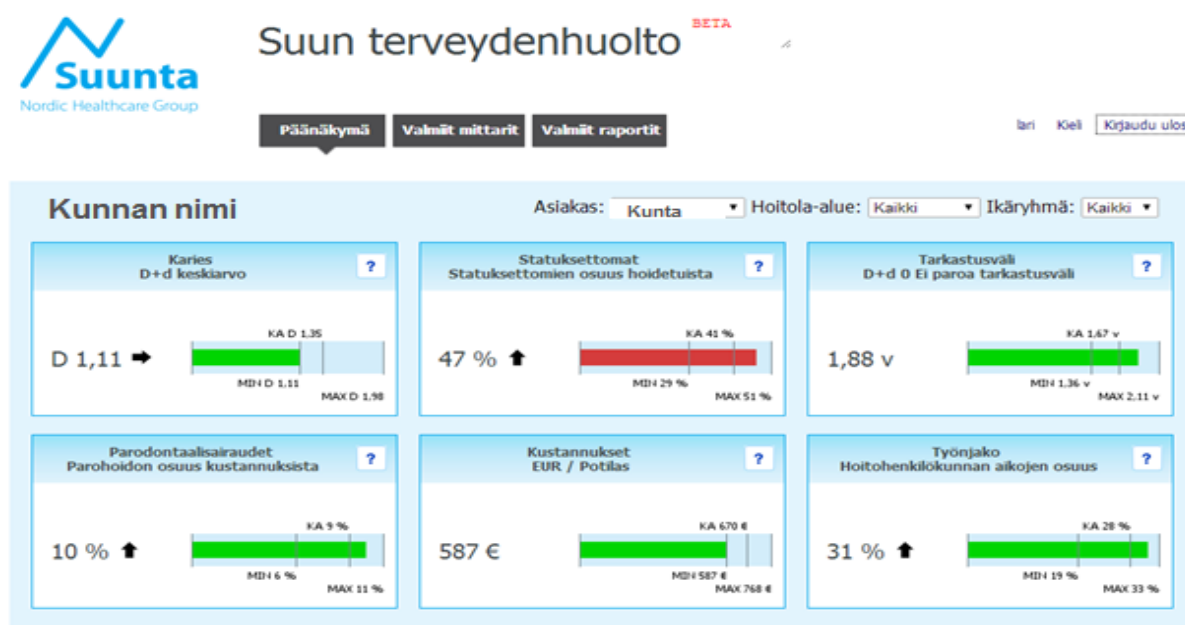 Suunta
Nordic Healthcare Group
Suun terveydenhuolto BETA
Päänäkymä Valmiit mittarit Valmiit raportit
Iari Kieli Kirjaudu ulos
Kunnan nimi
Asiakas: Kunta Hoitola-alue: Kaikki Ikäryhmä: Kaikki
Karies
D+d keskiarvo
?
KA D 1,35
D 1,11
MIN D 1,11
MAX D 1,98
Statuksettomat
Statuksettomien osuus hoidetuista
?
KA 41 %
47 %
MIN 29 %
MAX 51 %
Tarkastusväli
D+d 0 Ei paroa tarkastusväli
?
KA 1,67 v
1,88 v
MIN 1,36 v
MAX 2,11 v
Parodontaalisairaudet
Parohoidon osuus kustannuksista
?
KA 9 %
10 %
MIN 6 %
MAX 11 %
Kustannukset
EUR / Potilas
?
KA 670 €
587 €
MIN 587 €
MAX 768 €
Työnjako
Hoitohenkilökunnan aikojen osuus
?
KA 28 %
31 %
MIN 19 %
MAX 33 %